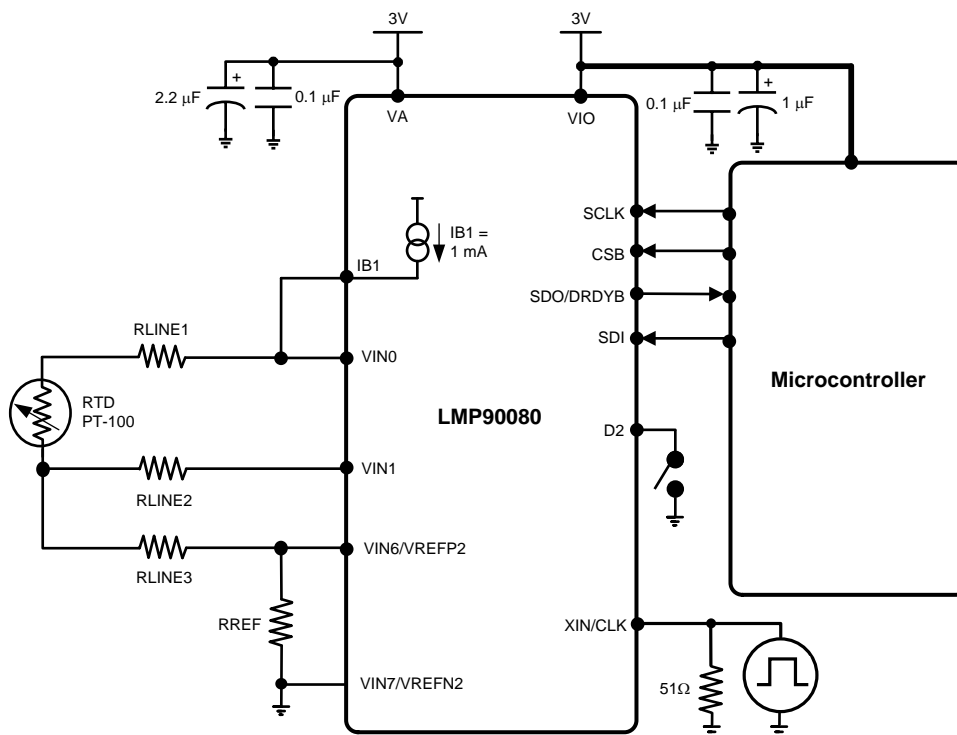 3V
3V
2.2 μF
+
0.1 μF
0.1 μF
+
1 μF
VA
VIO
SCLK
IB1 =
1 mA
CSB
IB1
SDO/DRDYB
RLINE1
SDI
VIN0
Microcontroller
RTD
PT-100
LMP90080
D2
VIN1
RLINE2
VIN6/VREFP2
RLINE3
RREF
XIN/CLK
VIN7/VREFN2
51Ω